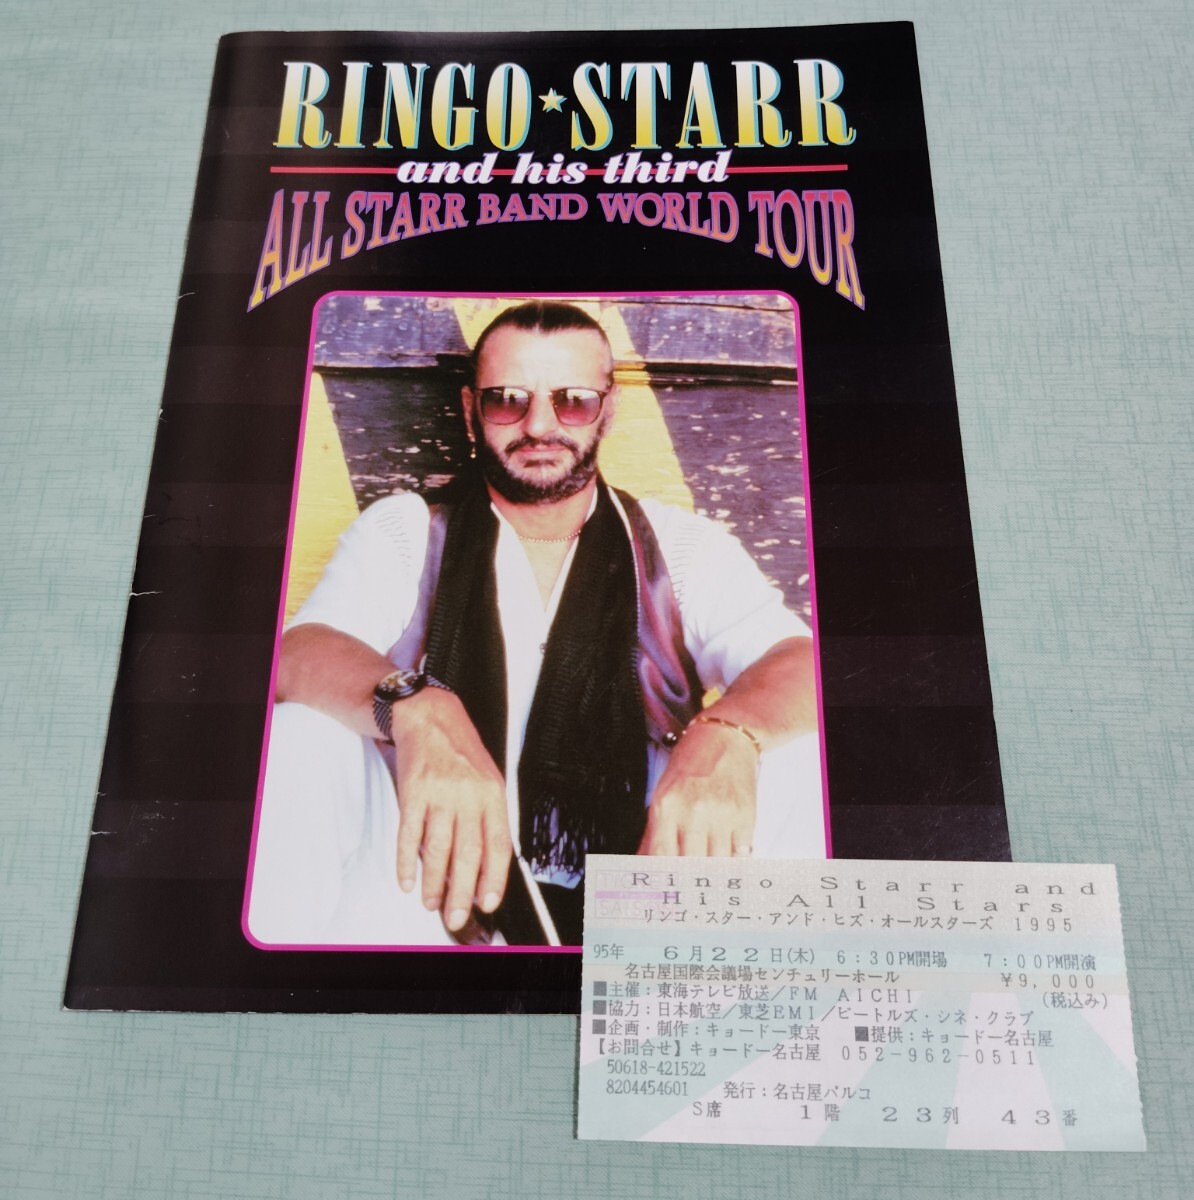 RINGO★STARR
and his third
ALL STARR BAND WORLD TOUR
Ringo Starr and
His All Stars
リンゴ・スター・アンド・ヒズ・オールスターズ 1995
95年 6月22日(木) 6:30PM開場 7:00PM開演
名古屋国際会議場センチュリーホール ¥9,000
■主催:東海テレビ放送/FM AICHI (税込み)
■協力:日本航空/東芝EMI/ビートルズ・シネ・クラブ
■企画・制作:キョードー東京 ■提供:キョードー名古屋
【お問合せ】キョードー名古屋 052-962-0511
50618-421522
8204454601 発行:名古屋パルコ
S席 1階 23列 43番